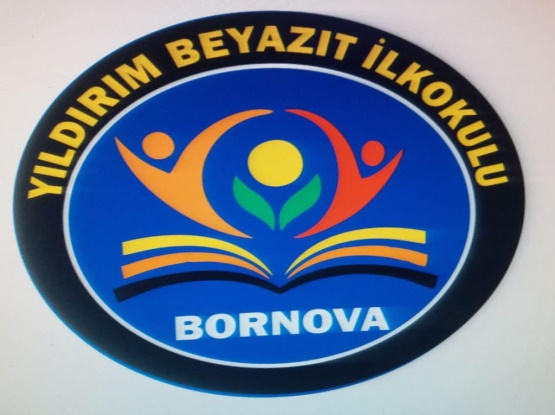 YILDIRIM BEYAZIT İLKOKULU
BORNOVA